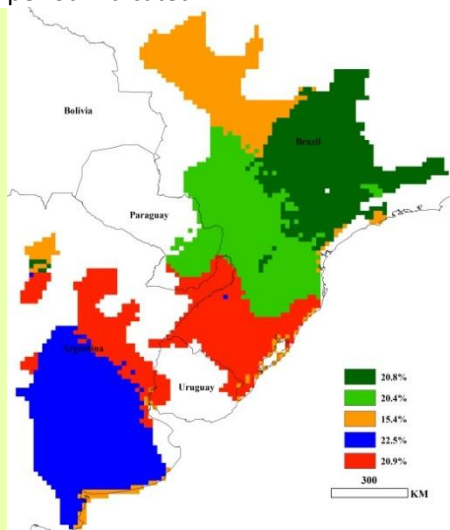 Bolivia
Brazil
Paraguay
Argentina
Uruguay
20.8%
20.4%
15.4%
22.5%
20.9%
300
KM